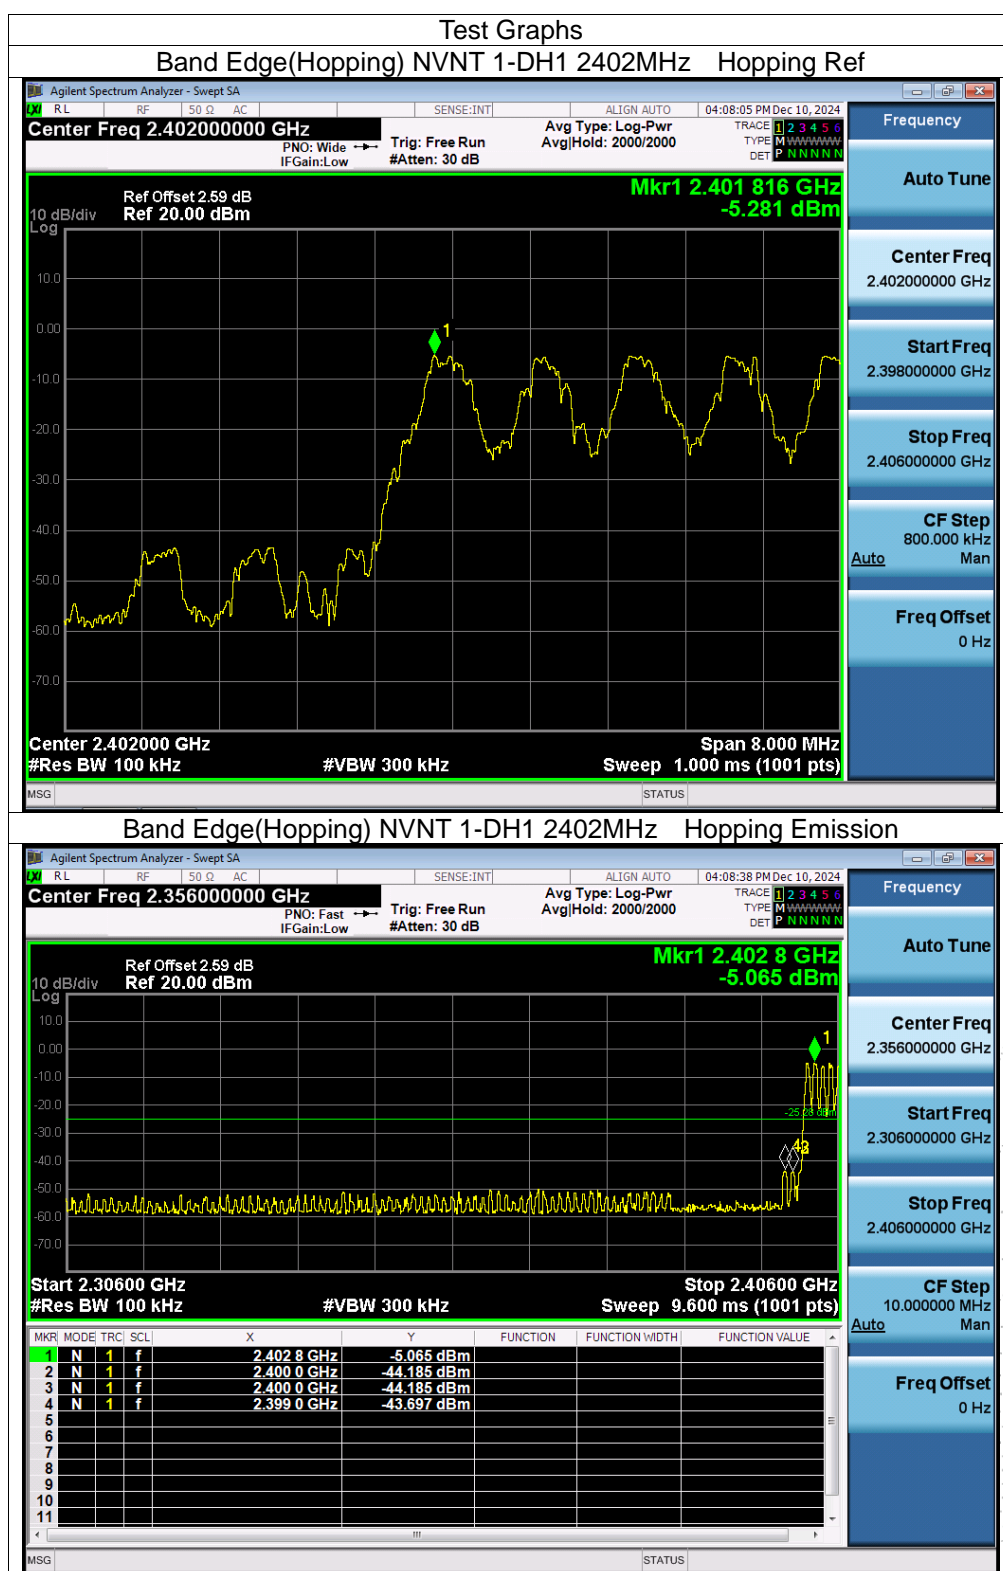 Test Graphs
Band Edge(Hopping) NVNT 1-DH1 2402MHz Hopping Ref
Agilent Spectrum Analyzer - Swept SA
LXI RL RF 50 Ω AC SENSE:INT ALIGN AUTO 04:08:05 PM Dec 10, 2024
Center Freq 2.402000000 GHz
PNO: Wide
IFGain:Low
Trig: Free Run
#Atten: 30 dB
Avg Type: Log-Pwr
Avg|Hold: 2000/2000
TRACE 1 2 3 4 5 6
TYPE M WWWWW
DET P N N N N N
Frequency
Auto Tune
Center Freq
2.402000000 GHz
Start Freq
2.398000000 GHz
Stop Freq
2.406000000 GHz
CF Step
800.000 kHz
Auto Man
Freq Offset
0 Hz
Mkr1 2.401 816 GHz
-5.281 dBm
Ref Offset 2.59 dB
10 dB/div Ref 20.00 dBm
Log
10.0
0.00
-10.0
-20.0
-30.0
-40.0
-50.0
-60.0
-70.0
1
Center 2.402000 GHz Span 8.000 MHz
#Res BW 100 kHz #VBW 300 kHz Sweep 1.000 ms (1001 pts)
MSG STATUS
Band Edge(Hopping) NVNT 1-DH1 2402MHz Hopping Emission
Agilent Spectrum Analyzer - Swept SA
LXI RL RF 50 Ω AC SENSE:INT ALIGN AUTO 04:08:38 PM Dec 10, 2024
Center Freq 2.356000000 GHz
PNO: Fast
IFGain:Low
Trig: Free Run
#Atten: 30 dB
Avg Type: Log-Pwr
Avg|Hold: 2000/2000
TRACE 1 2 3 4 5 6
TYPE M WWWWW
DET P N N N N N
Frequency
Auto Tune
Center Freq
2.356000000 GHz
Start Freq
2.306000000 GHz
Stop Freq
2.406000000 GHz
CF Step
10.000000 MHz
Auto Man
Freq Offset
0 Hz
Mkr1 2.402 8 GHz
-5.065 dBm
Ref Offset 2.59 dB
10 dB/div Ref 20.00 dBm
Log
10.0
0.00
-10.0
-20.0
-30.0
-40.0
-50.0
-60.0
-70.0
1
-25.28 dBm
Start 2.30600 GHz Stop 2.40600 GHz
#Res BW 100 kHz #VBW 300 kHz Sweep 9.600 ms (1001 pts)
MKR MODE TRC SCL X Y FUNCTION FUNCTION WIDTH FUNCTION VALUE
1 N 1 f 2.402 8 GHz -5.065 dBm
2 N 1 f 2.400 0 GHz -44.185 dBm
3 N 1 f 2.400 0 GHz -44.185 dBm
4 N 1 f 2.399 0 GHz -43.697 dBm
5
6
7
8
9
10
11
MSG STATUS